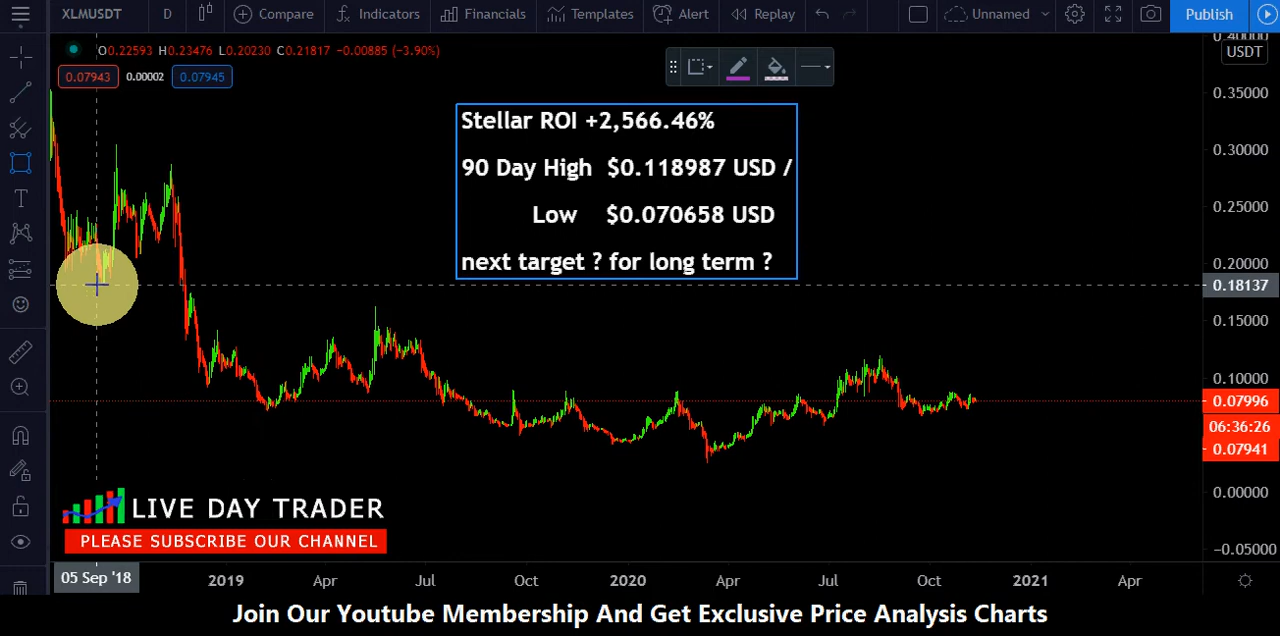 XLMUSDT D Compare Indicators Financials Templates Alert Replay Unnamed Publish
O0.22593 H0.23476 L0.20230 C0.21817 -0.00885 (-3.90%)
0.07943 0.00002 0.07945
0.40000
USDT
0.35000
0.30000
0.25000
0.20000
0.18137
0.15000
0.10000
0.07996
06:36:26
0.07941
0.00000
-0.05000
Stellar ROI +2,566.46%
90 Day High $0.118987 USD /
Low $0.070658 USD
next target ? for long term ?
LIVE DAY TRADER
PLEASE SUBSCRIBE OUR CHANNEL
05 Sep '18 2019 Apr Jul Oct 2020 Apr Jul Oct 2021 Apr
Join Our Youtube Membership And Get Exclusive Price Analysis Charts